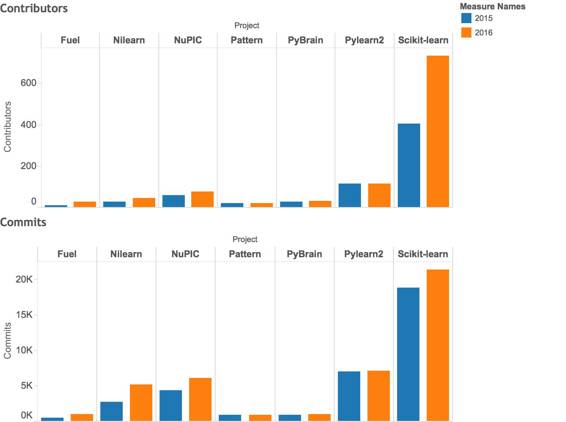 Contributors
Measure Names
2015
2016
Project
Fuel Nilearn NuPIC Pattern PyBrain Pylearn2 Scikit-learn
Contributors
600
400
200
0
Commits
Project
Fuel Nilearn NuPIC Pattern PyBrain Pylearn2 Scikit-learn
Commits
20K
15K
10K
5K
0K